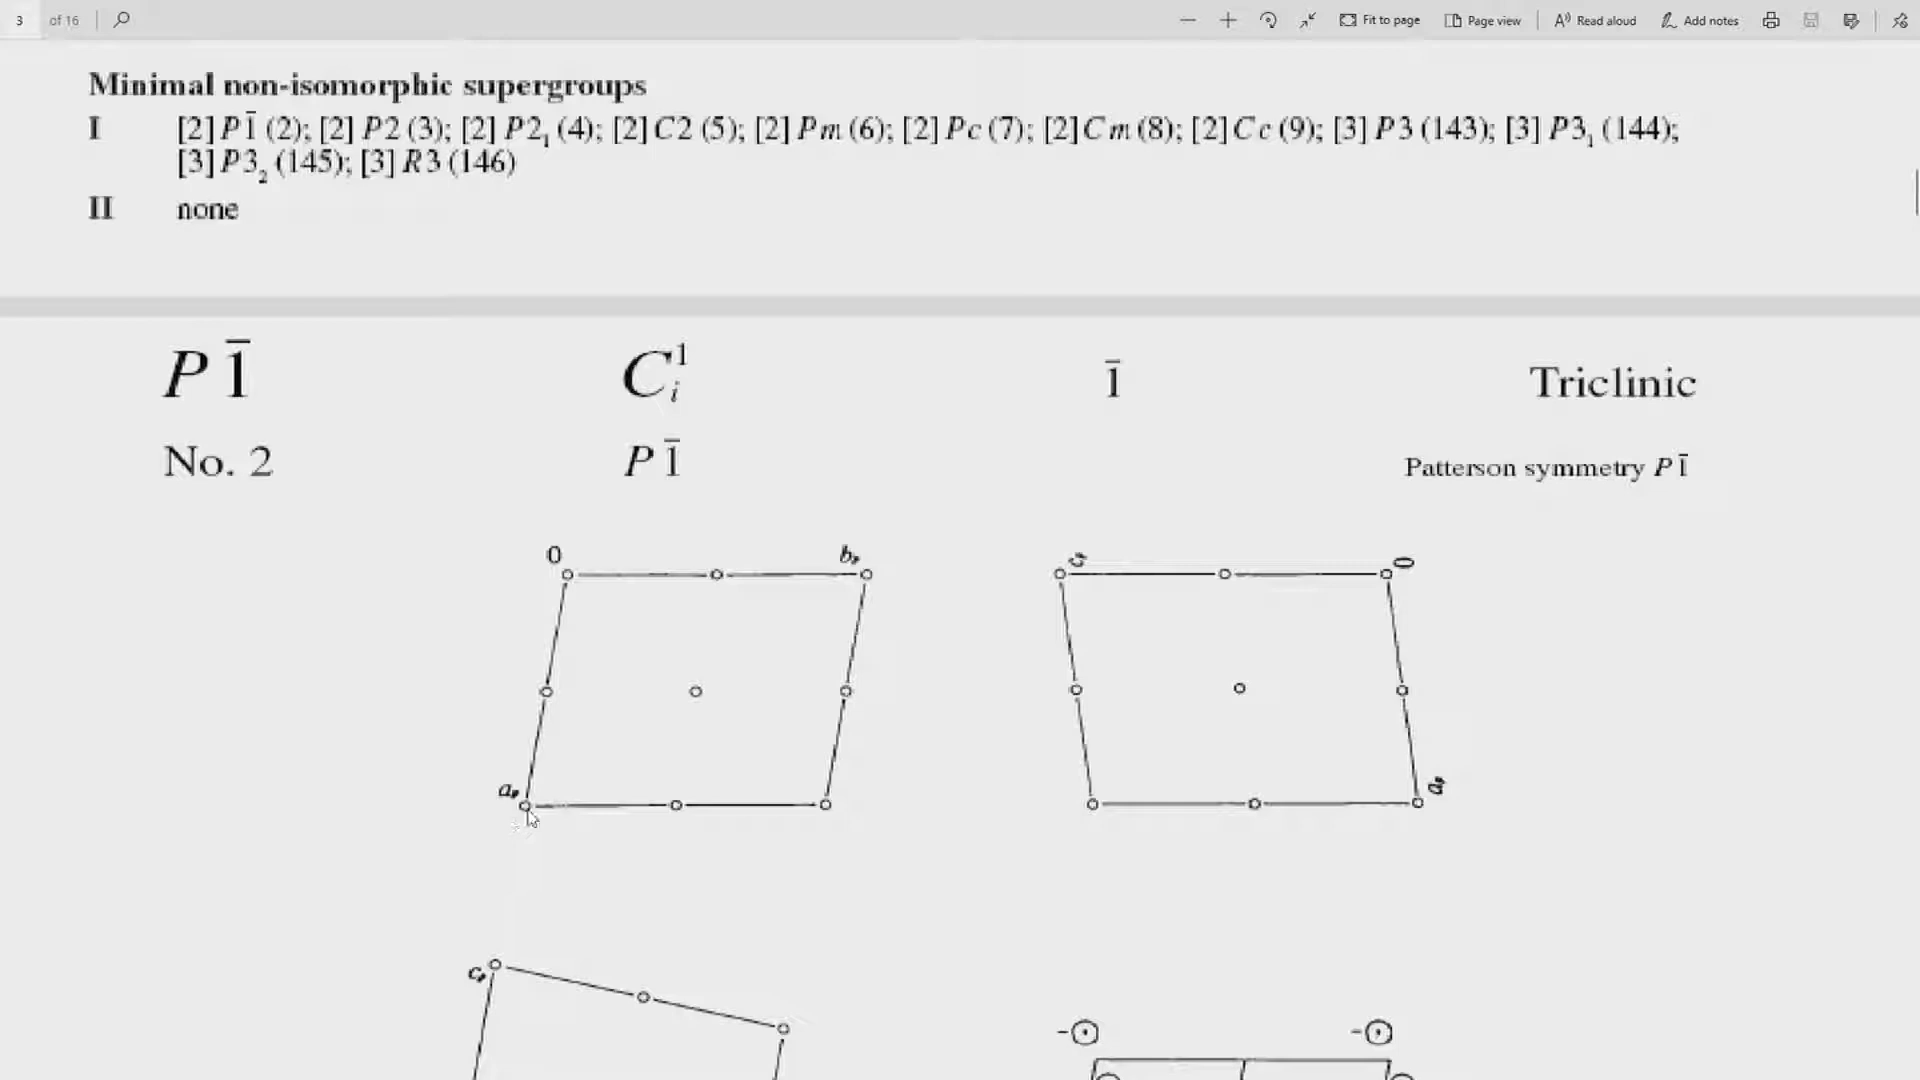 3 of 16 Fit to page Page view Read aloud Add notes
Minimal non-isomorphic supergroups
I [2] P1̄ (2); [2] P2 (3); [2] P2₁ (4); [2] C2 (5); [2] Pm (6); [2] Pc (7); [2] Cm (8); [2] Cc (9); [3] P3 (143); [3] P3₁ (144);
[3] P3₂ (145); [3] R3 (146)
II none
P1̄ C¹ᵢ 1̄ Triclinic
No. 2 P1̄ Patterson symmetry P1̄
0 bₚ cₚ 0
aₚ aₚ
cₚ
- -